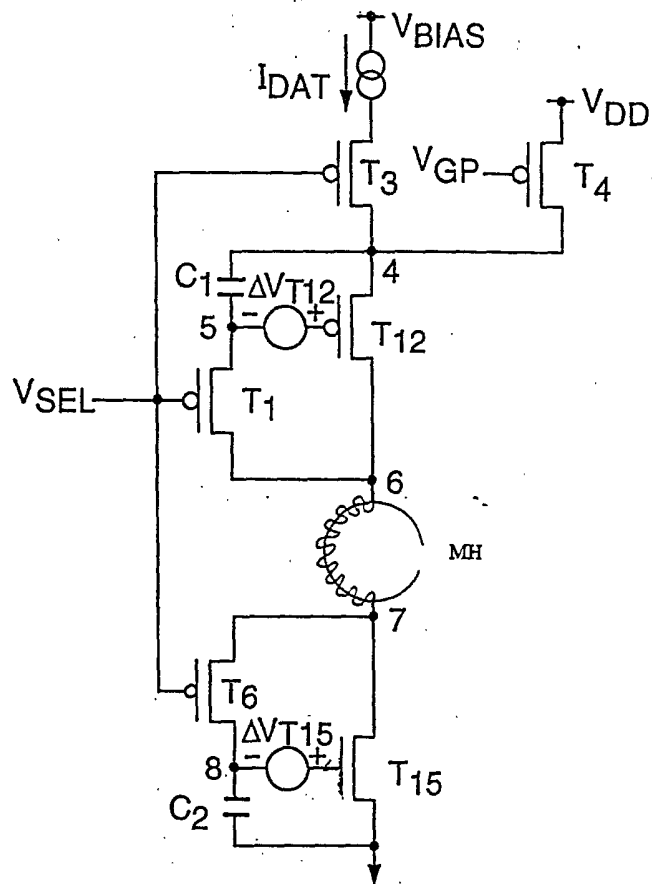 VBIAS
IDAT
VDD
T3
VGP
T4
4
C1
ΔVT12
5
- +
T12
VSEL
T1
6
MH
7
T6
ΔVT15
8
- +
T15
C2